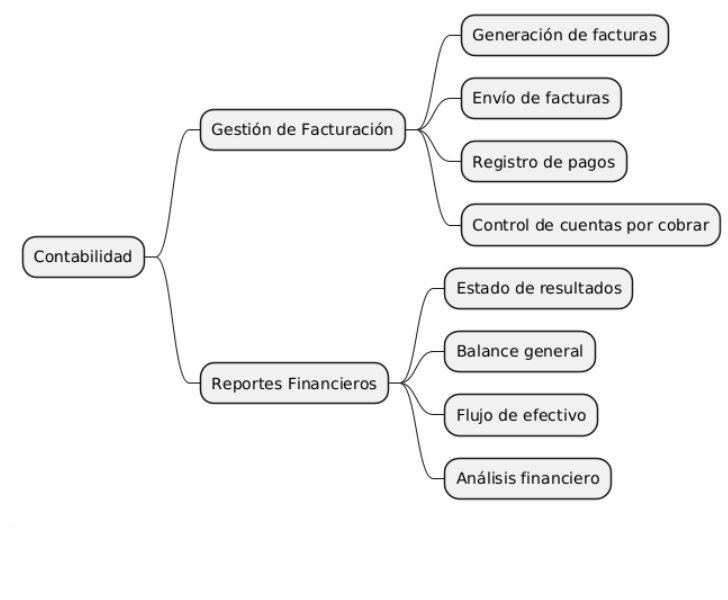 Contabilidad
Gestión de Facturación
Generación de facturas
Envío de facturas
Registro de pagos
Control de cuentas por cobrar
Reportes Financieros
Estado de resultados
Balance general
Flujo de efectivo
Análisis financiero